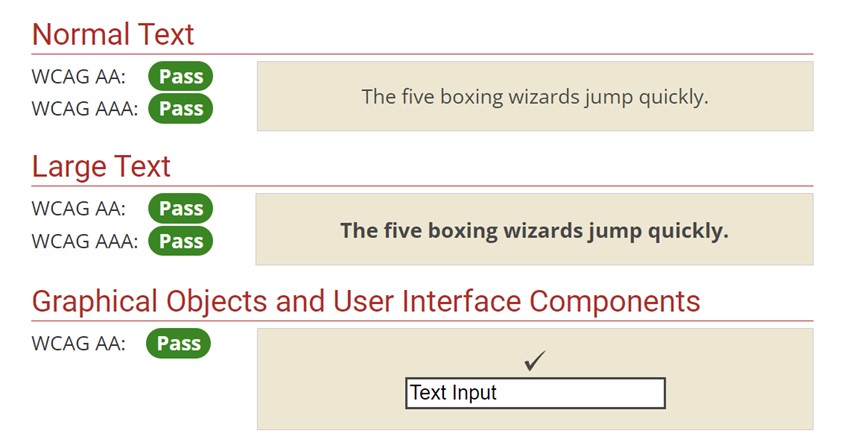 Normal Text
WCAG AA: Pass
WCAG AAA: Pass
The five boxing wizards jump quickly.
Large Text
WCAG AA: Pass
WCAG AAA: Pass
The five boxing wizards jump quickly.
Graphical Objects and User Interface Components
WCAG AA: Pass
✓
Text Input